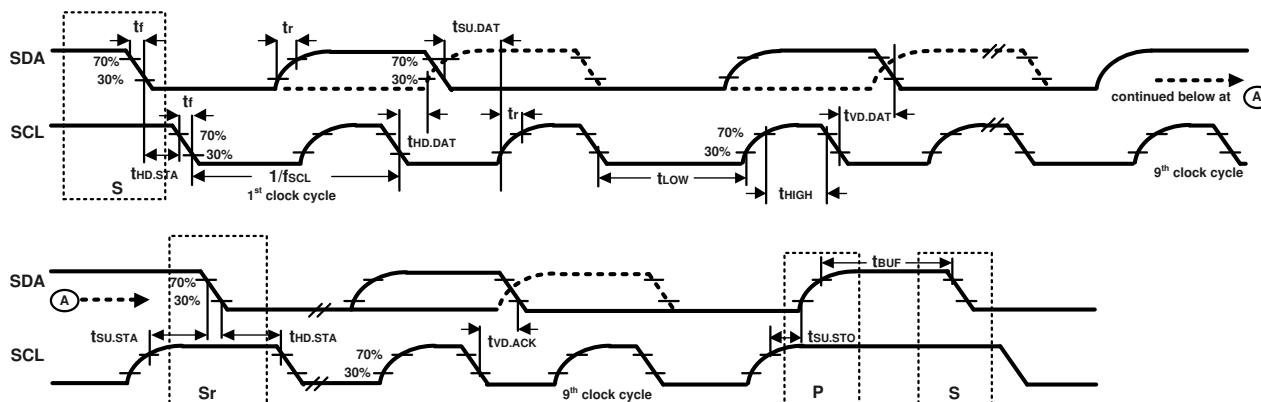 tf tr tSU.DAT
SDA 70% 30% 70% 30%
continued below at A
tf tHD.DAT tr tVD.DAT
SCL 70% 30% 70% 30%
tHD.STA 1/fSCL tLOW tHIGH 9th clock cycle
S 1st clock cycle
tBUF
SDA 70% 30%
A
tSU.STA tHD.STA tVD.ACK tSU.STO
SCL 70% 30%
Sr 9th clock cycle P S